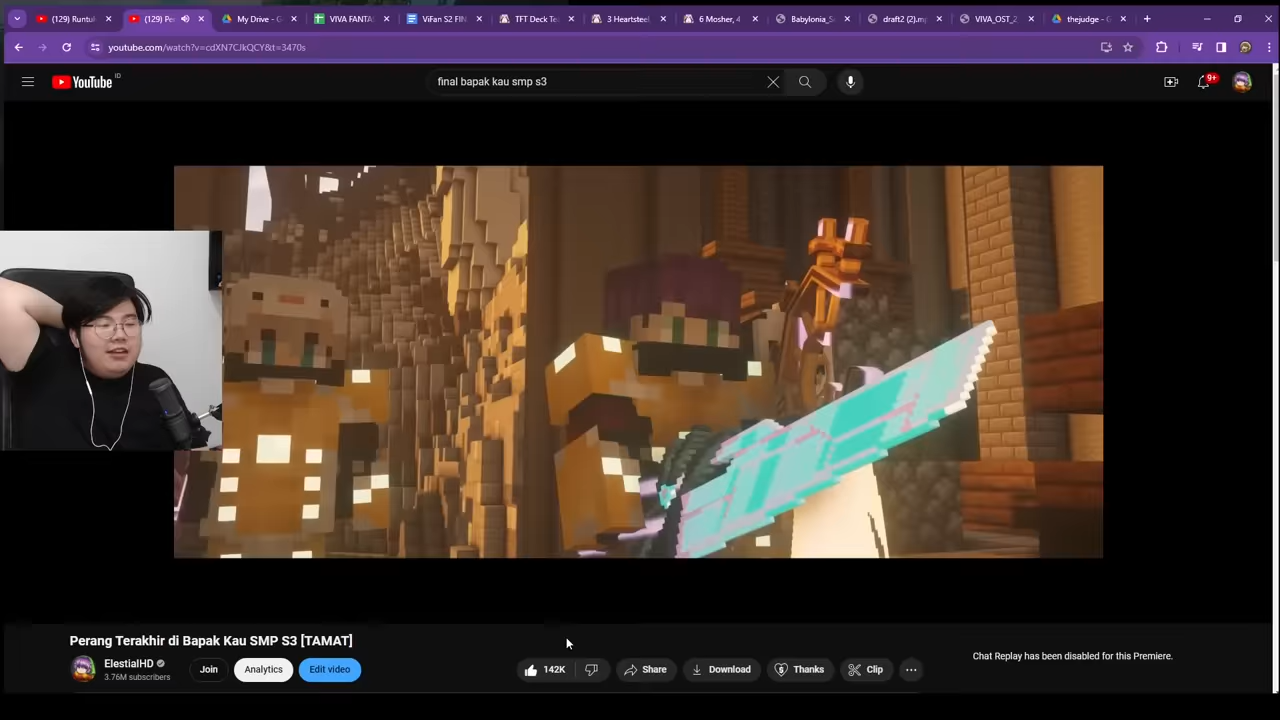 (129) Runtuk
(129) Pe
My Drive - G
VIVA FANTA
ViFan S2 FIN
TFT Deck Te
3 Heartsteel
6 Mosher, 4
Babylonia_S
draft2 (2).m
VIVA_OST_2
thejudge - G
youtube.com/watch?v=cdXN7CJkQCY&t=3470s
YouTube ID
final bapak kau smp s3
9+
Perang Terakhir di Bapak Kau SMP S3 [TAMAT]
ElestialHD
3.76M subscribers
Join
Analytics
Edit video
142K
Share
Download
Thanks
Clip
Chat Replay has been disabled for this Premiere.